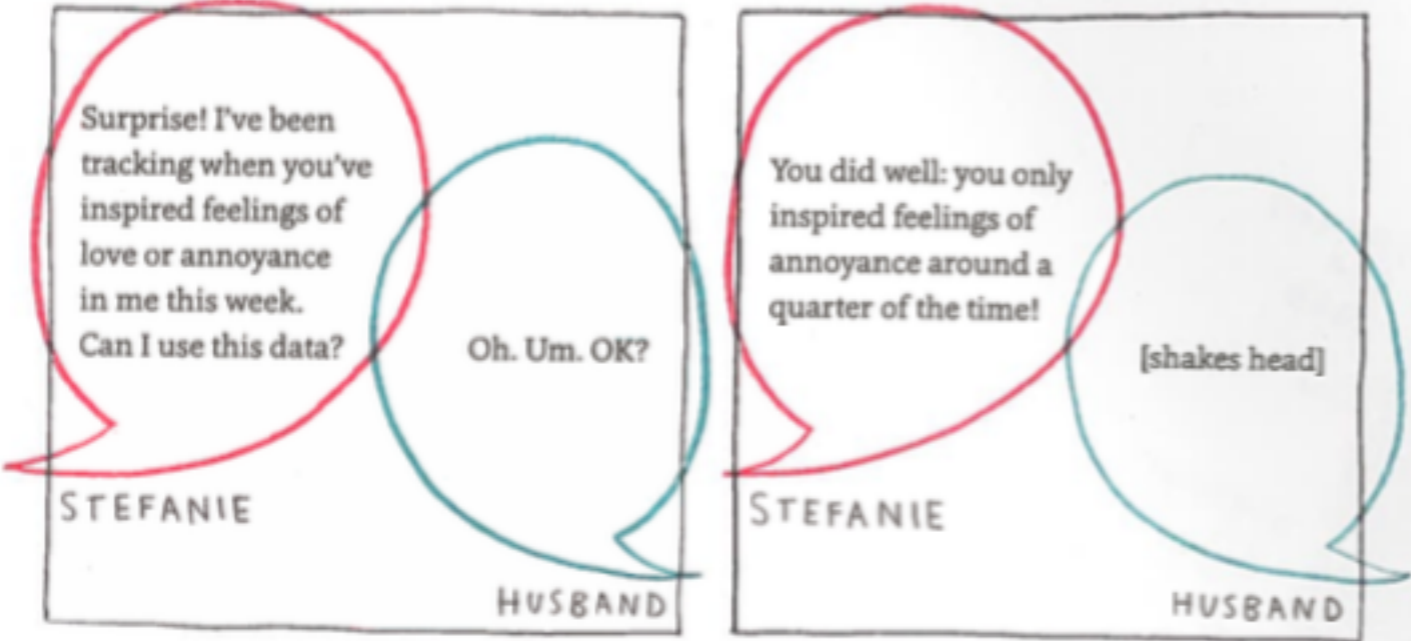 Surprise! I've been
tracking when you've
inspired feelings of
love or annoyance
in me this week.
Can I use this data?
Oh. Um. OK?
STEFANIE
HUSBAND
You did well: you only
inspired feelings of
annoyance around a
quarter of the time!
[shakes head]
STEFANIE
HUSBAND